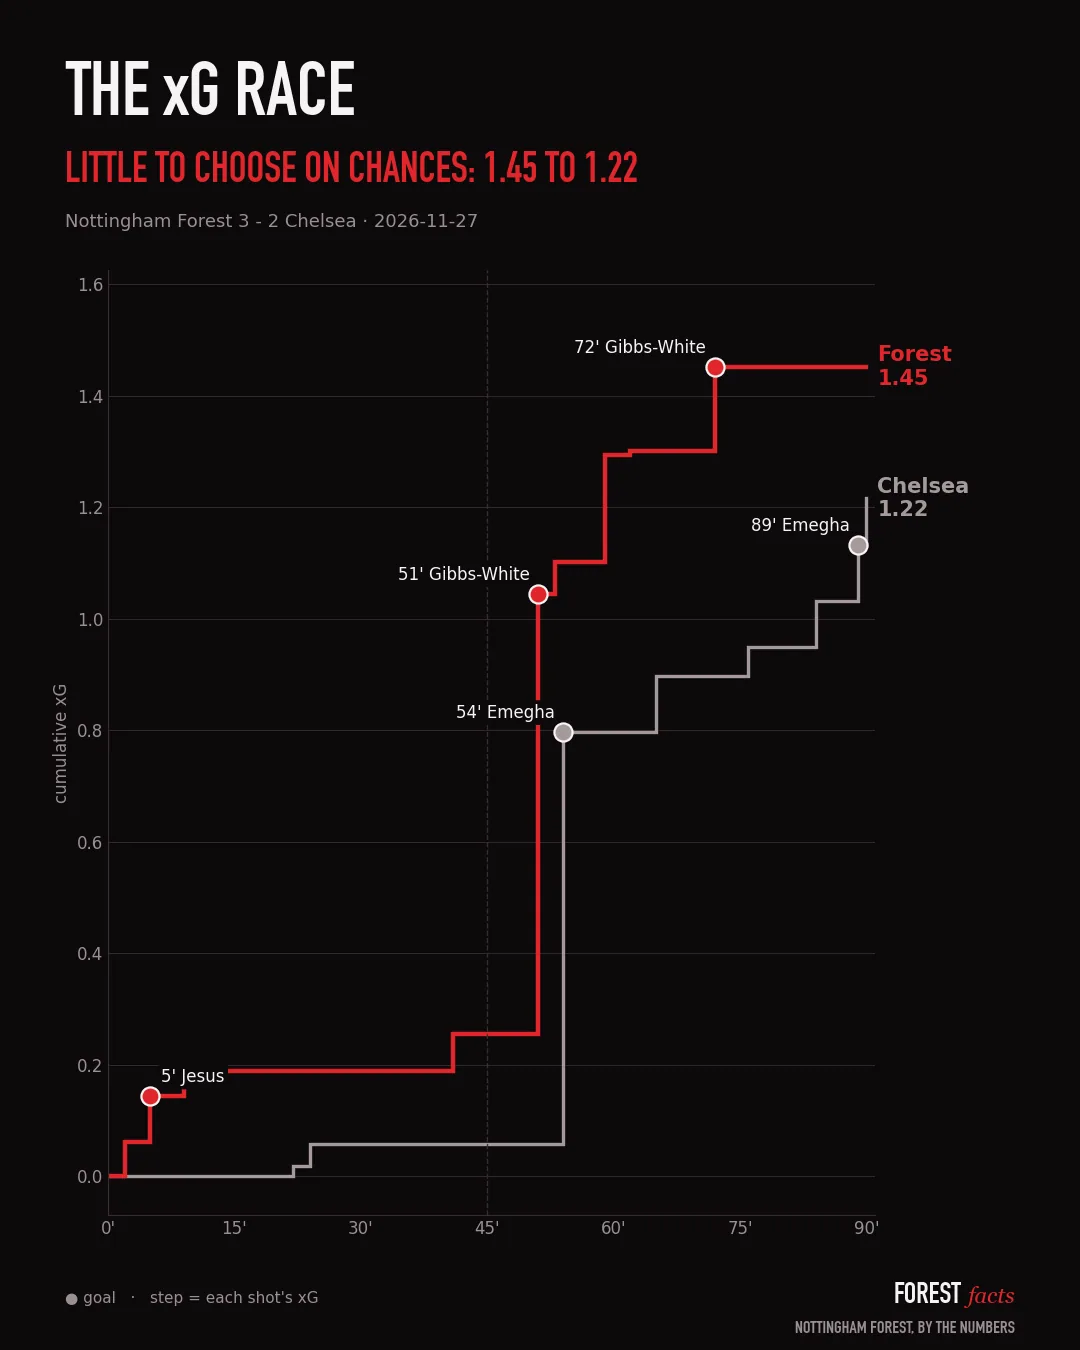 THE xG RACE
LITTLE TO CHOOSE ON CHANCES: 1.45 TO 1.22
Nottingham Forest 3 - 2 Chelsea · 2026-11-27
1.6
72' Gibbs-White
Forest
1.45
1.4
Chelsea
1.22
1.2
89' Emegha
51' Gibbs-White
1.0
cumulative xG
54' Emegha
0.8
0.6
0.4
5' Jesus
0.2
0.0
0' 15' 30' 45' 60' 75' 90'
● goal · step = each shot's xG
FOREST facts
NOTTINGHAM FOREST, BY THE NUMBERS